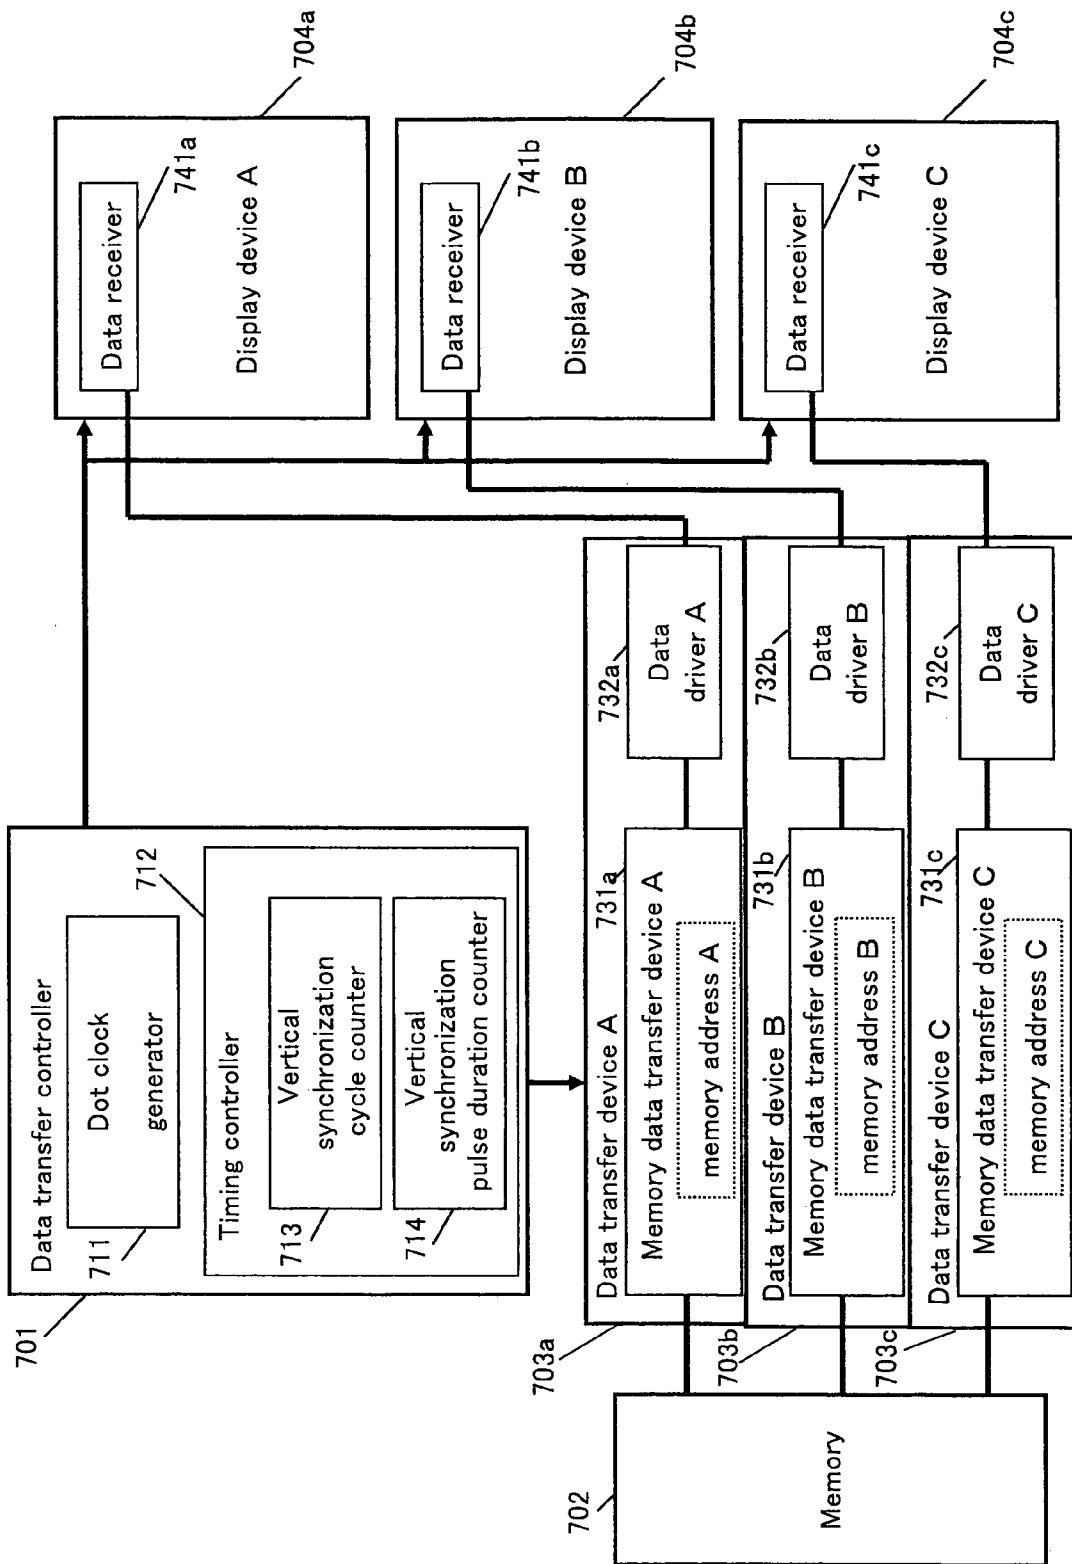 701
Data transfer controller
711
Dot clock
generator
712
Timing controller
713
Vertical
synchronization
cycle counter
714
Vertical
synchronization
pulse duration counter
702
Memory
703a
Data transfer device A
731a
Memory data transfer device A
memory address A
732a
Data
driver A
703b
Data transfer device B
731b
Memory data transfer device B
memory address B
732b
Data
driver B
703c
Data transfer device C
731c
Memory data transfer device C
memory address C
732c
Data
driver C
704a
Data receiver
741a
Display device A
704b
Data receiver
741b
Display device B
704c
Data receiver
741c
Display device C